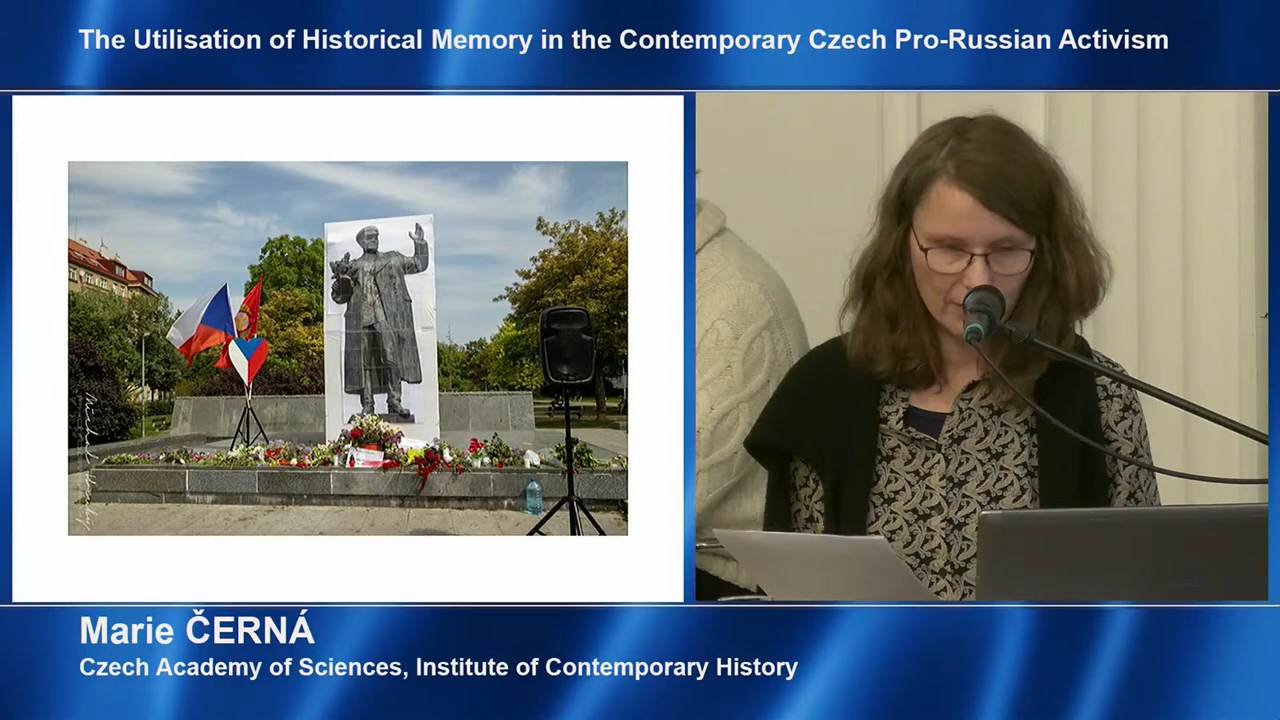 The Utilisation of Historical Memory in the Contemporary Czech Pro-Russian Activism
Marie ČERNÁ
Czech Academy of Sciences, Institute of Contemporary History